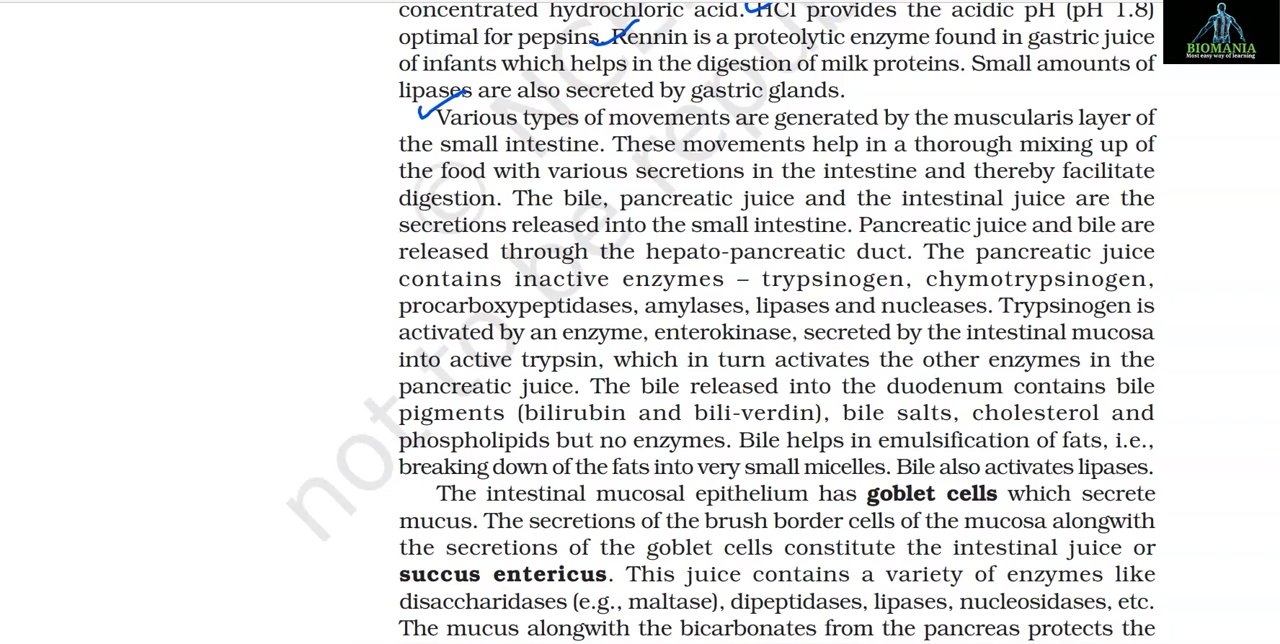 concentrated hydrochloric acid. HCl provides the acidic pH (pH 1.8)
optimal for pepsins. Rennin is a proteolytic enzyme found in gastric juice
of infants which helps in the digestion of milk proteins. Small amounts of
lipases are also secreted by gastric glands.
Various types of movements are generated by the muscularis layer of
the small intestine. These movements help in a thorough mixing up of
the food with various secretions in the intestine and thereby facilitate
digestion. The bile, pancreatic juice and the intestinal juice are the
secretions released into the small intestine. Pancreatic juice and bile are
released through the hepato-pancreatic duct. The pancreatic juice
contains inactive enzymes – trypsinogen, chymotrypsinogen,
procarboxypeptidases, amylases, lipases and nucleases. Trypsinogen is
activated by an enzyme, enterokinase, secreted by the intestinal mucosa
into active trypsin, which in turn activates the other enzymes in the
pancreatic juice. The bile released into the duodenum contains bile
pigments (bilirubin and bili-verdin), bile salts, cholesterol and
phospholipids but no enzymes. Bile helps in emulsification of fats, i.e.,
breaking down of the fats into very small micelles. Bile also activates lipases.
The intestinal mucosal epithelium has goblet cells which secrete
mucus. The secretions of the brush border cells of the mucosa alongwith
the secretions of the goblet cells constitute the intestinal juice or
succus entericus. This juice contains a variety of enzymes like
disaccharidases (e.g., maltase), dipeptidases, lipases, nucleosidases, etc.
The mucus alongwith the bicarbonates from the pancreas protects the
BIOMANIA
Most easy way of learning
not to be republ